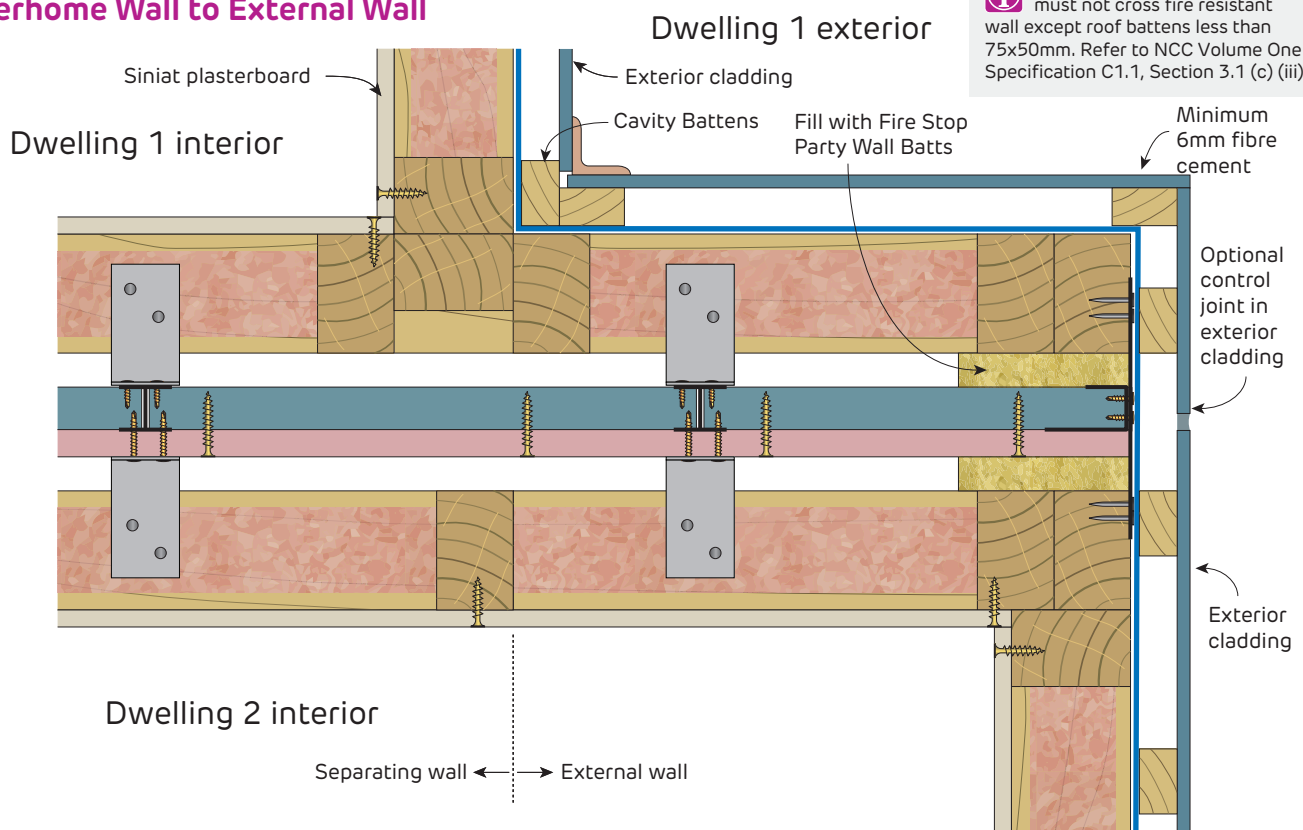 Wall to External Wall
must not cross fire resistant
wall except roof battens less than
75x50mm. Refer to NCC Volume One
Specification C1.1, Section 3.1 (c) (iii)
Dwelling 1 exterior
Siniat plasterboard
Exterior cladding
Dwelling 1 interior
Cavity Battens
Fill with Fire Stop
Party Wall Batts
Minimum
6mm fibre
cement
Optional
control
joint in
exterior
cladding
Exterior
cladding
Dwelling 2 interior
Separating wall
External wall